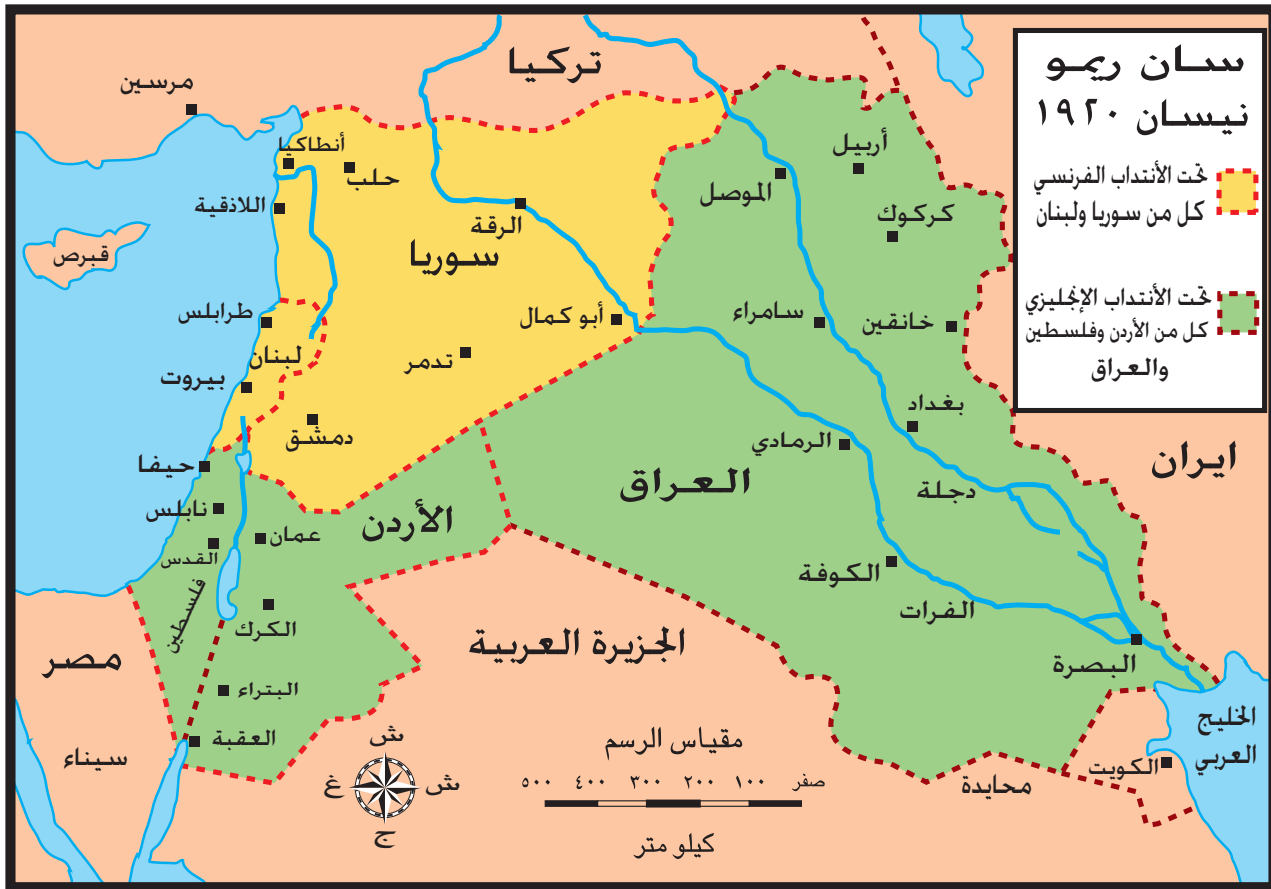 سان ريمو
نيسان ١٩٢٠
تحت الأنتداب الفرنسي
كل من سوريا ولبنان
تحت الأنتداب الإنجليزي
كل من الأردن وفلسطين
والعراق
تركيا
مرسين
أنطاكيا
حلب
اللاذقية
الرقة
سوريا
قبرص
طرابلس
لبنان
بيروت
تدمر
أبو كمال
دمشق
أربيل
الموصل
كركوك
سامراء
خانقين
بغداد
الرمادي
العراق
دجلة
ايران
الكوفة
الفرات
البصرة
حيفا
نابلس
القدس
عمان
الأردن
فلسطين
الكرك
البتراء
العقبة
مصر
سيناء
الجزيرة العربية
الخليج
العربي
الكويت
محايدة
ش
غ
ش
ج
مقياس الرسم
٥٠٠ ٤٠٠ ٣٠٠ ٢٠٠ ١٠٠ صفر
كيلو متر